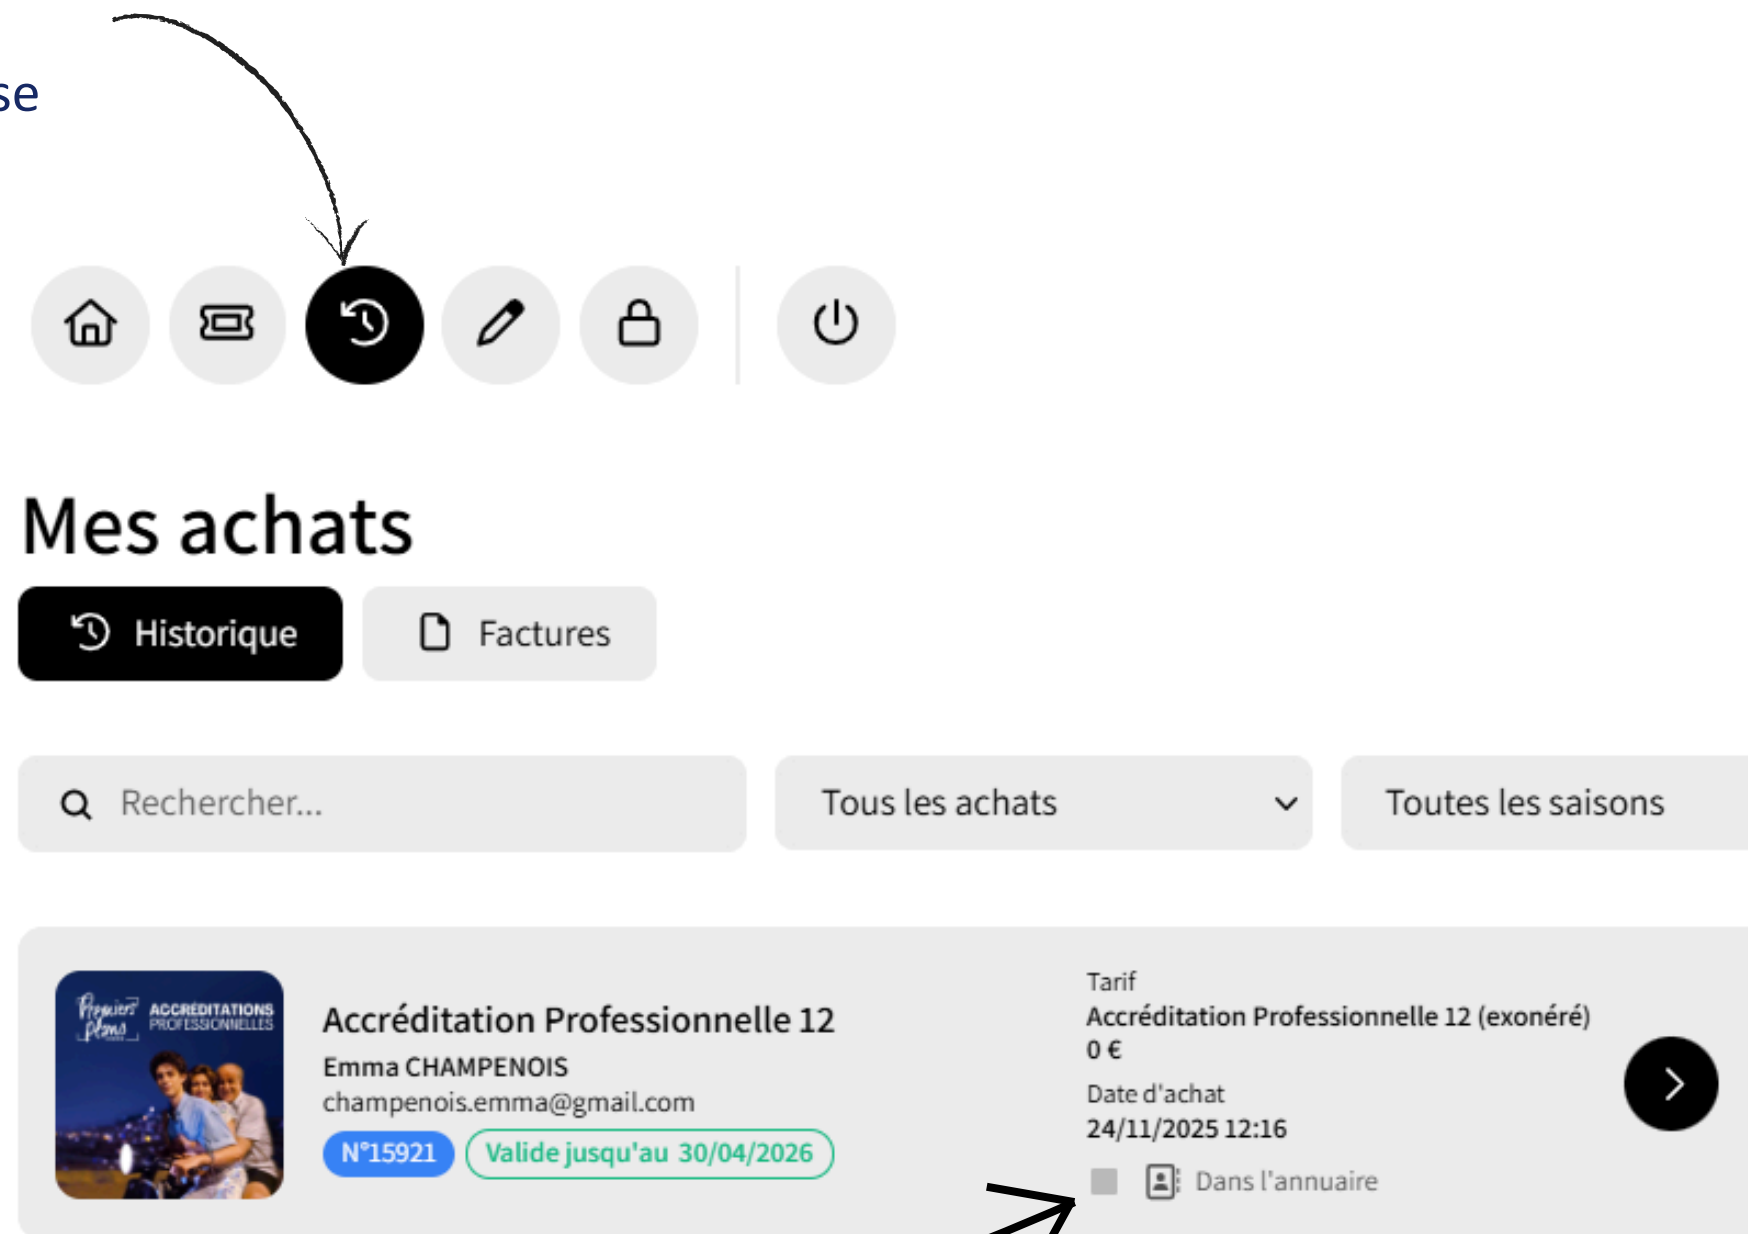 se
Mes achats
Historique
Factures
Rechercher...
Tous les achats
Toutes les saisons
Premiers plans
ACCRÉDITATIONS
PROFESSIONNELLES
Accréditation Professionnelle 12
Emma CHAMPENOIS
champenois.emma@gmail.com
N°15921
Valide jusqu'au 30/04/2026
Tarif
Accréditation Professionnelle 12 (exonéré)
0 €
Date d'achat
24/11/2025 12:16
Dans l'annuaire